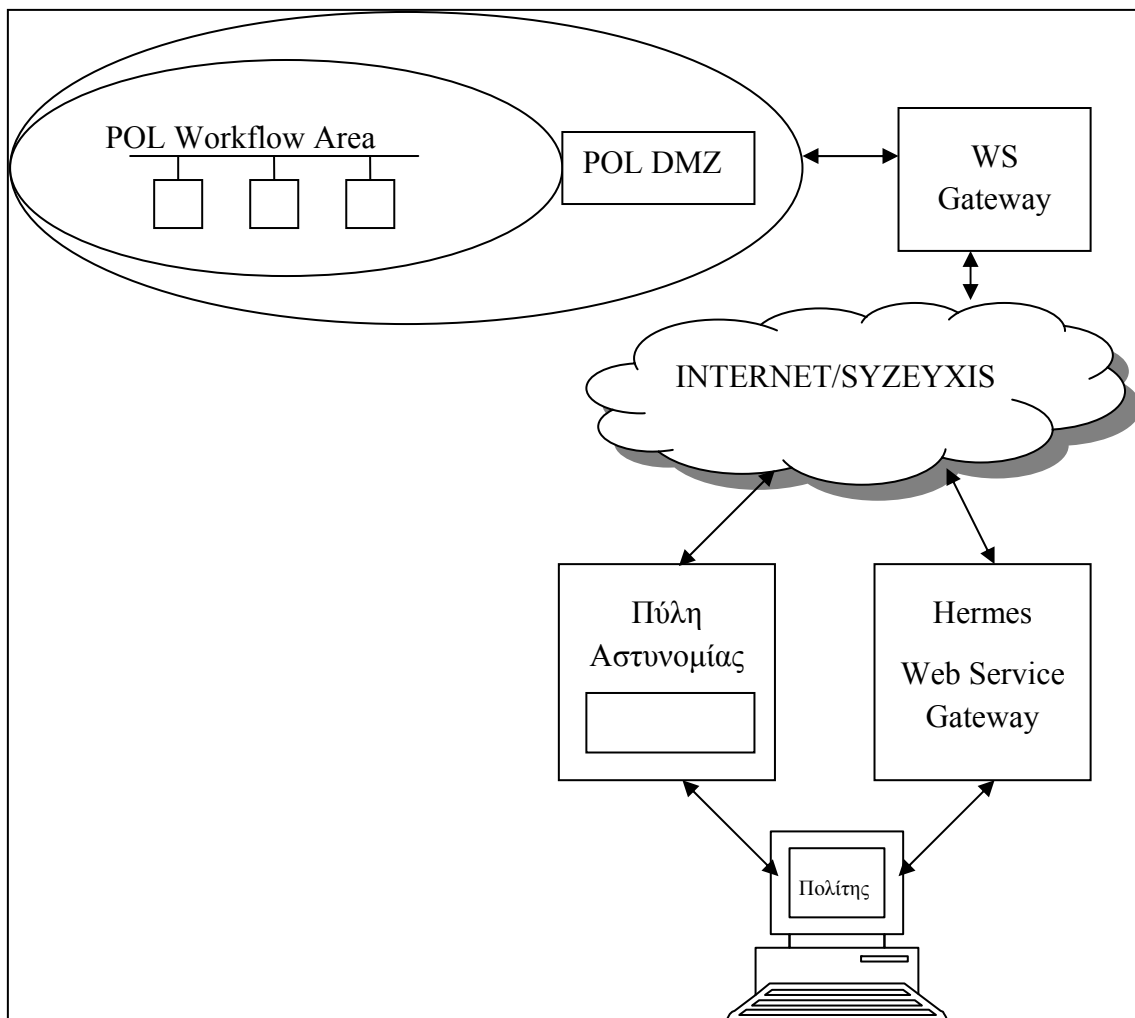 POL Workflow Area
POL DMZ
WS
Gateway
INTERNET/SYZEYXIS
Πύλη
Αστυνομίας
Hermes
Web Service
Gateway
Πολίτης